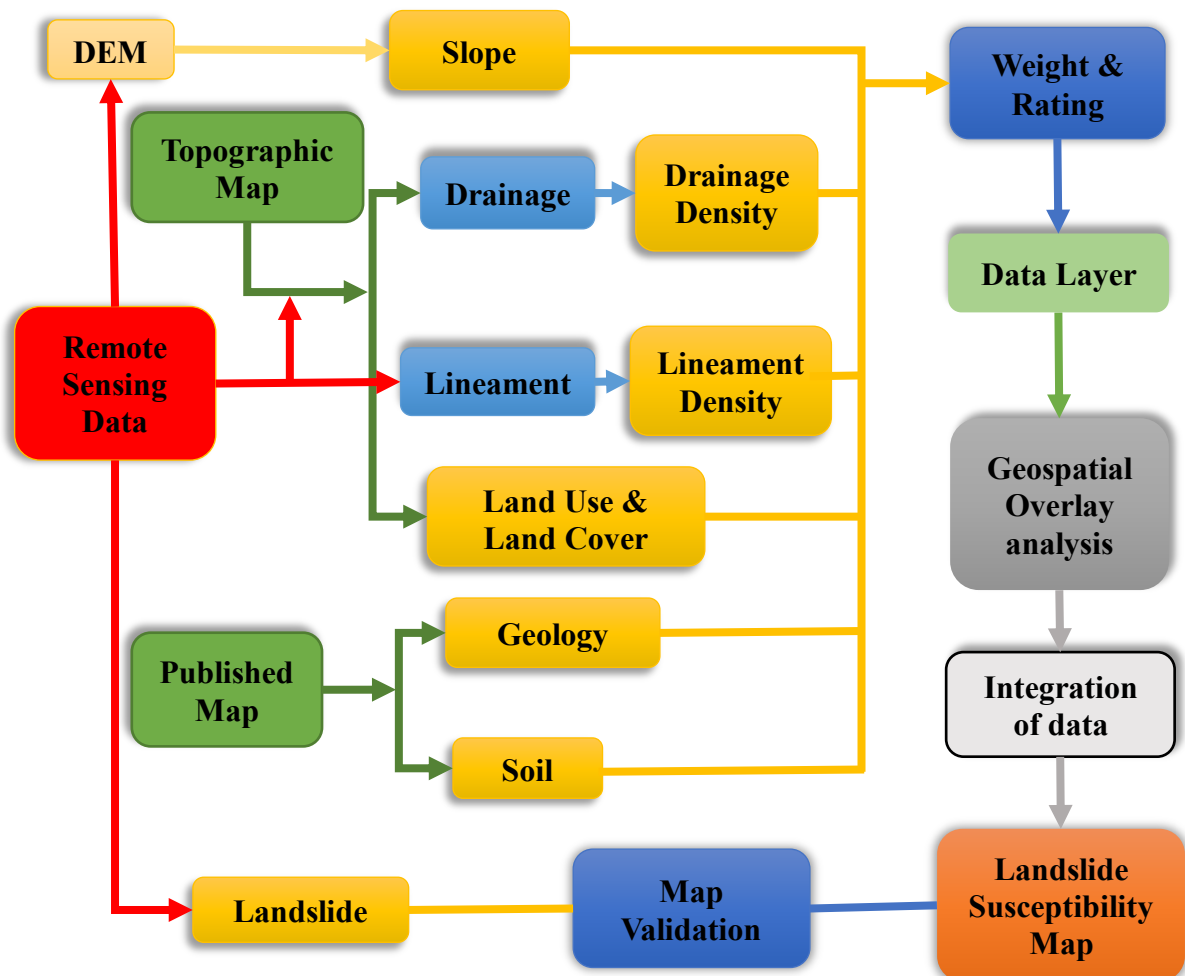 DEM
Slope
Weight &
Rating
Topographic
Map
Drainage
Drainage
Density
Data Layer
Remote
Sensing
Data
Lineament
Lineament
Density
Geospatial
Overlay
analysis
Land Use &
Land Cover
Geology
Published
Map
Integration
of data
Soil
Landslide
Map
Validation
Landslide
Susceptibility
Map